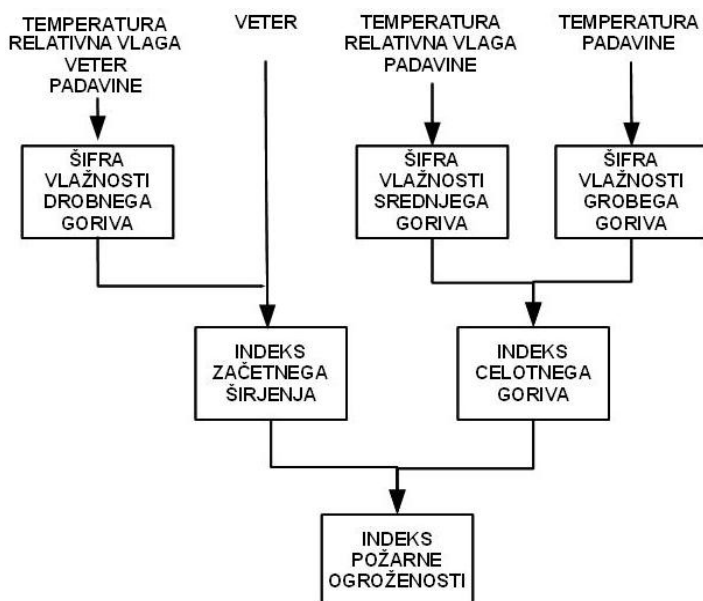 TEMPERATURA
RELATIVNA VLAGA
VETER
PADAVINE
VETER
TEMPERATURA
RELATIVNA VLAGA
PADAVINE
TEMPERATURA
PADAVINE
ŠIFRA
VLAŽNOSTI
DROBNEGA
GORIVA
ŠIFRA
VLAŽNOSTI
SREDNJEGA
GORIVA
ŠIFRA
VLAŽNOSTI
GROBEGA
GORIVA
INDEKS
ZAČETNEGA
ŠIRJENJA
INDEKS
CELOTNEGA
GORIVA
INDEKS
POŽARNE
OGROŽENOSTI